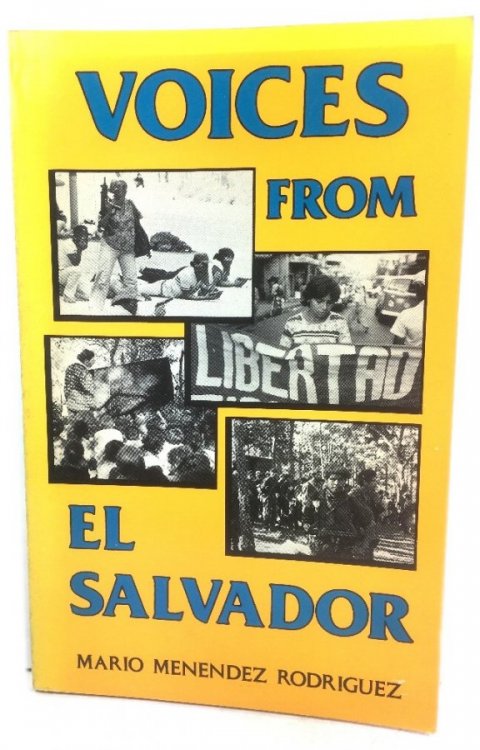 VOICES
FROM
LIBERTAD
EL
SALVADOR
MARIO MENENDEZ RODRIGUEZ